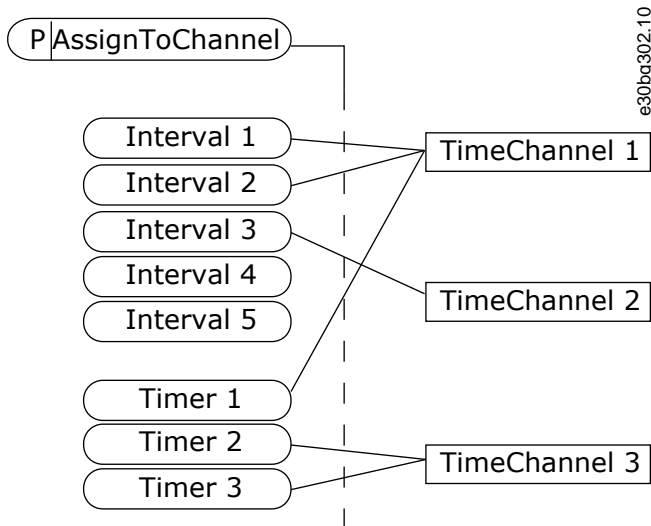 P AssignToChannel
e30bg302.10
Interval 1
Interval 2
Interval 3
Interval 4
Interval 5
Timer 1
Timer 2
Timer 3
TimeChannel 1
TimeChannel 2
TimeChannel 3